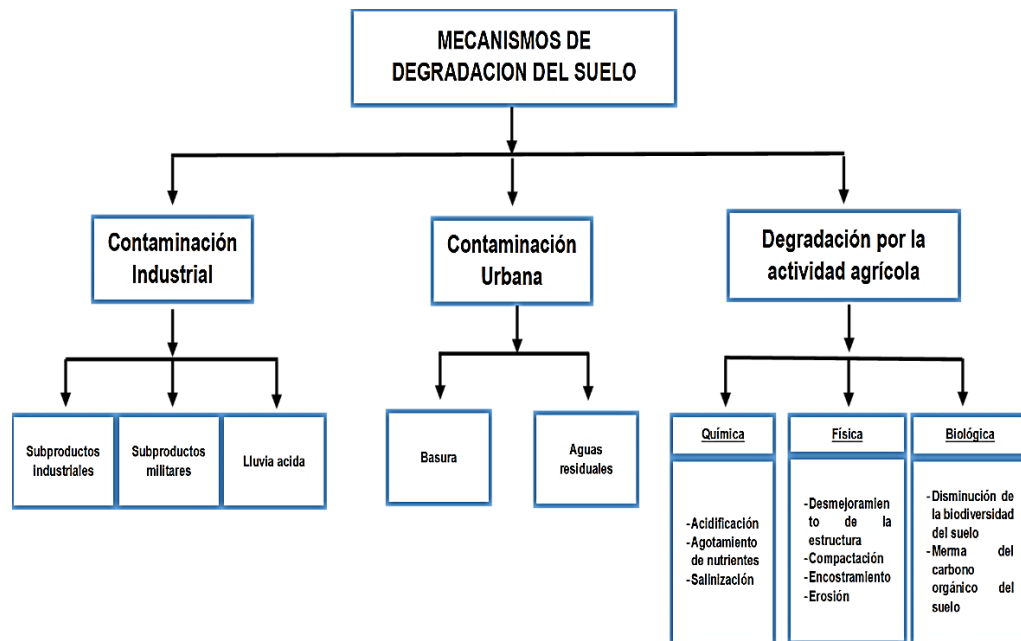 MECANISMOS DE
DEGRADACION DEL SUELO
Contaminación
Industrial
Contaminación
Urbana
Degradación por la
actividad agrícola
Subproductos
industriales
Subproductos
militares
Lluvia acida
Basura
Aguas
residuales
Química
-Acidificación
-Agotamiento
de nutrientes
-Salinización
Física
-Desmejoramien
to de la
estructura
-Compactación
-Encostramiento
-Erosión
Biológica
-Disminución de
la biodiversidad
del suelo
-Merma del
carbono
orgánico del
suelo